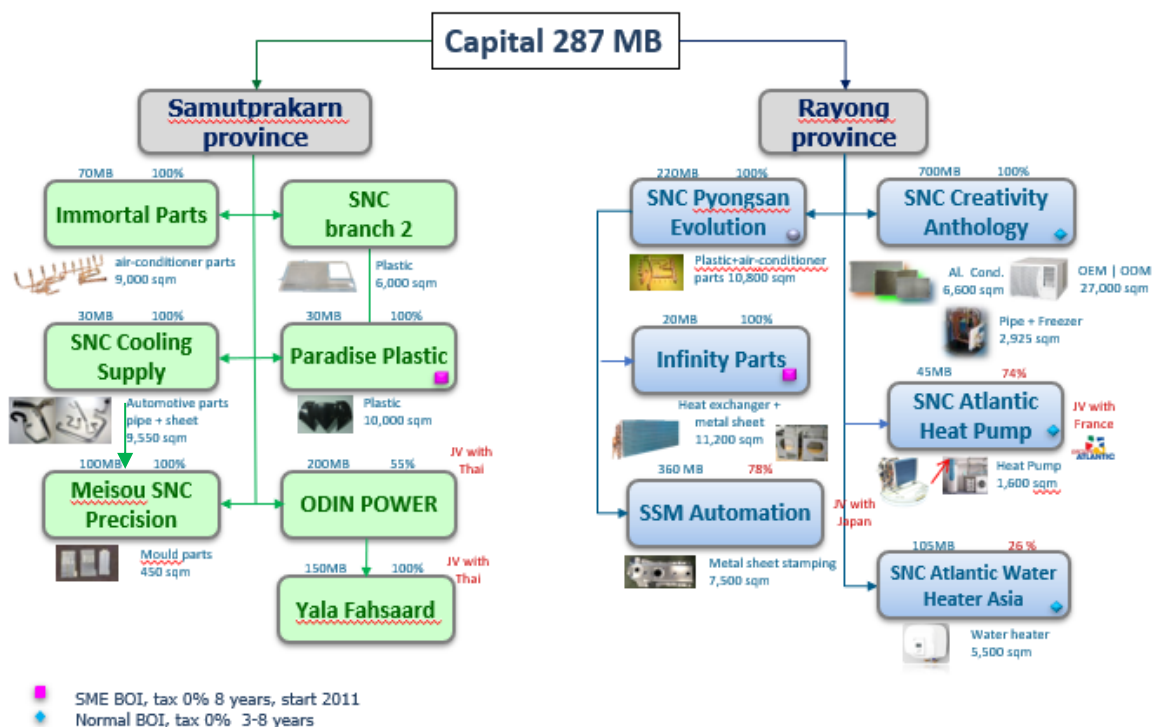 Capital 287 MB
Samutprakarn
province
70MB 100%
Immortal Parts
air-conditioner parts
9,000 sqm
SNC
branch 2
Plastic
6,000 sqm
30MB 100%
SNC Cooling
Supply
Automotive parts
pipe + sheet
9,550 sqm
30MB 100%
Paradise Plastic
Plastic
10,000 sqm
100MB 100%
Meisou SNC
Precision
Mould parts
450 sqm
200MB 55%
JV with
Thai
ODIN POWER
150MB 100%
JV with
Thai
Yala Fahsaard
Rayong
province
220MB 100%
SNC Pyongsan
Evolution
Plastic+air-conditioner
parts 10,800 sqm
700MB 100%
SNC Creativity
Anthology
Al. Cond.
6,600 sqm
OEM | ODM
27,000 sqm
Pipe + Freezer
2,925 sqm
20MB 100%
Infinity Parts
Heat exchanger +
metal sheet
11,200 sqm
45MB 74%
SNC Atlantic
Heat Pump
JV with
France
ATLANTIC
Heat Pump
1,600 sqm
360 MB 78%
SSM Automation
JV with
Japan
Metal sheet stamping
7,500 sqm
105MB 26 %
SNC Atlantic Water
Heater Asia
Water heater
5,500 sqm
SME BOI, tax 0% 8 years, start 2011
Normal BOI, tax 0% 3-8 years